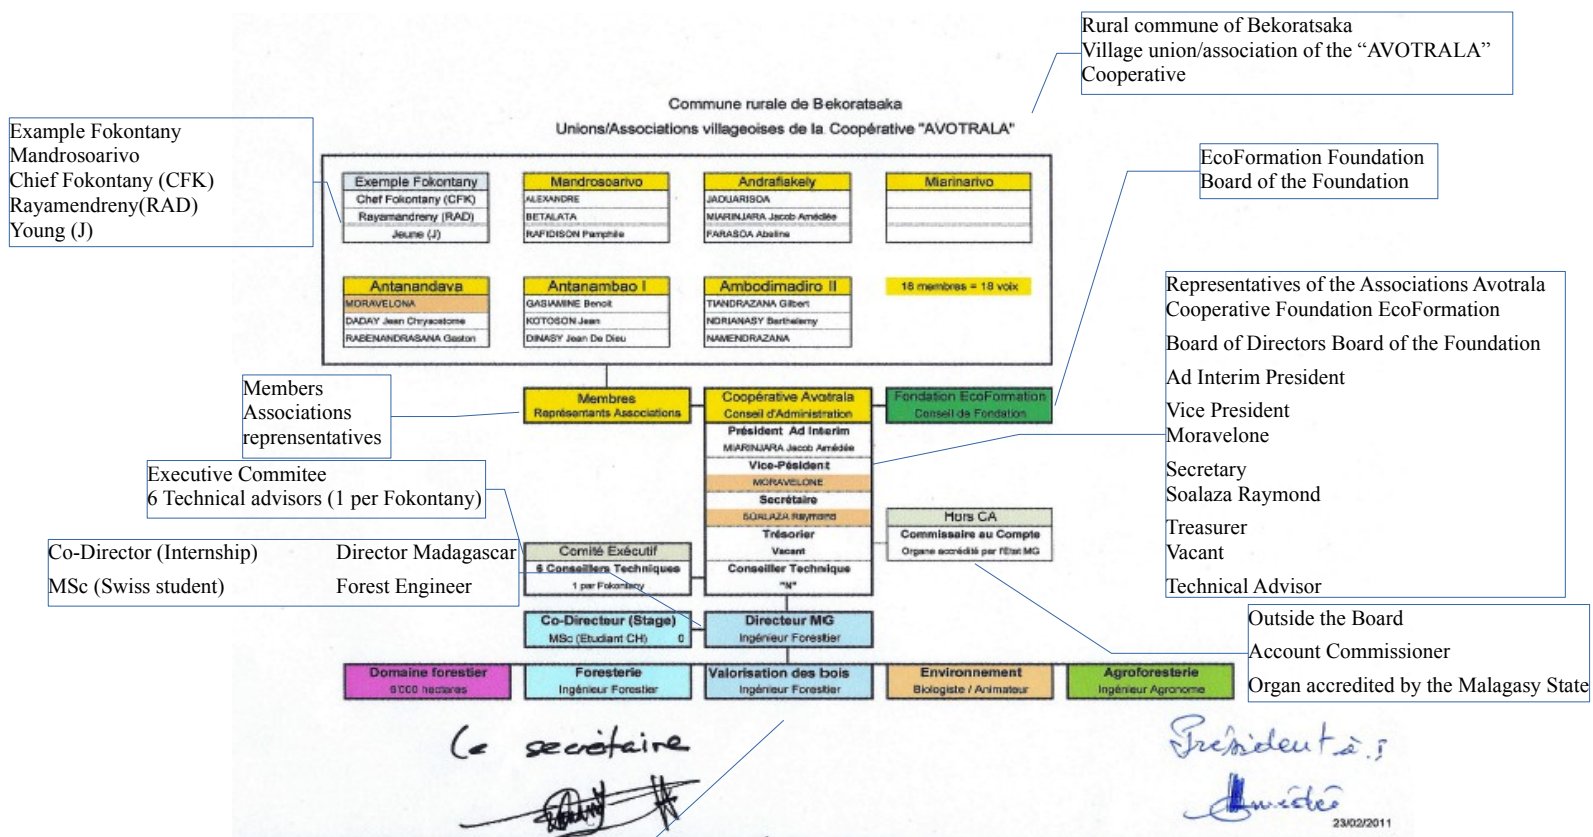 Rural commune of Bekoratsaka
Village union/association of the “AVOTRALA”
Cooperative
Commune rurale de Bekoratsaka
Unions/Associations villageoises de la Coopérative "AVOTRALA"
Example Fokontany
Mandrosoarivo
Chief Fokontany (CFK)
Rayamendreny(RAD)
Young (J)
EcoFormation Foundation
Board of the Foundation
Exemple Fokontany
Chef Fokontany (CFK)
Rayamandreny (RAD)
Jeune (J)
Mandrosoarivo
ALEXANDRE
BETALATA
RAFIDISON Pamphile
Andrafiakely
JAOUARISOA
MIARINJARA Jacob Amédée
FARASOA Abeline
Miarinarivo
Antanandava
MORAVELONA
DADAY Jean Chrysostome
RABENANDRASANA Gaston
Antanambao I
GASIAMINE Benoit
KOTOSON Jean
DINASY Jean De Dieu
Ambodimadiro II
TIANDRAZANA Gilbert
NDRIANASY Barthelemy
NAMENDRAZANA
18 membres = 18 voix
Representatives of the Associations Avotrala
Cooperative Foundation EcoFormation
Board of Directors Board of the Foundation
Ad Interim President
Vice President
Moravelone
Secretary
Soalaza Raymond
Treasurer
Vacant
Technical Advisor
Members
Associations
reprensentatives
Membres
Représentants Associations
Coopérative Avotrala
Conseil d'Administration
Président Ad Interim
MIARINJARA Jacob Amédée
Vice-Pésident
MORAVELONE
Secrétaire
SOALAZA Raymond
Trésorier
Vacant
Conseiller Technique
"N"
Fondation EcoFormation
Conseil de Fondation
Executive Commitee
6 Technical advisors (1 per Fokontany)
Hors CA
Commissaire au Compte
Organe accrédité par l'Etat MG
Co-Director (Internship) Director Madagascar
MSc (Swiss student) Forest Engineer
Comité Exécutif
6 Conseillers Techniques
1 par Fokontany
Outside the Board
Account Commissioner
Organ accredited by the Malagasy State
Co-Directeur (Stage)
MSc (Etudiant CH) 0
Directeur MG
Ingénieur Forestier
Domaine forestier
6'000 hectares
Foresterie
Ingénieur Forestier
Valorisation des bois
Ingénieur Forestier
Environnement
Biologiste / Animateur
Agroforesterie
Ingénieur Agronome
Le secrétaire
Président à.i
Amédée
23/02/2011